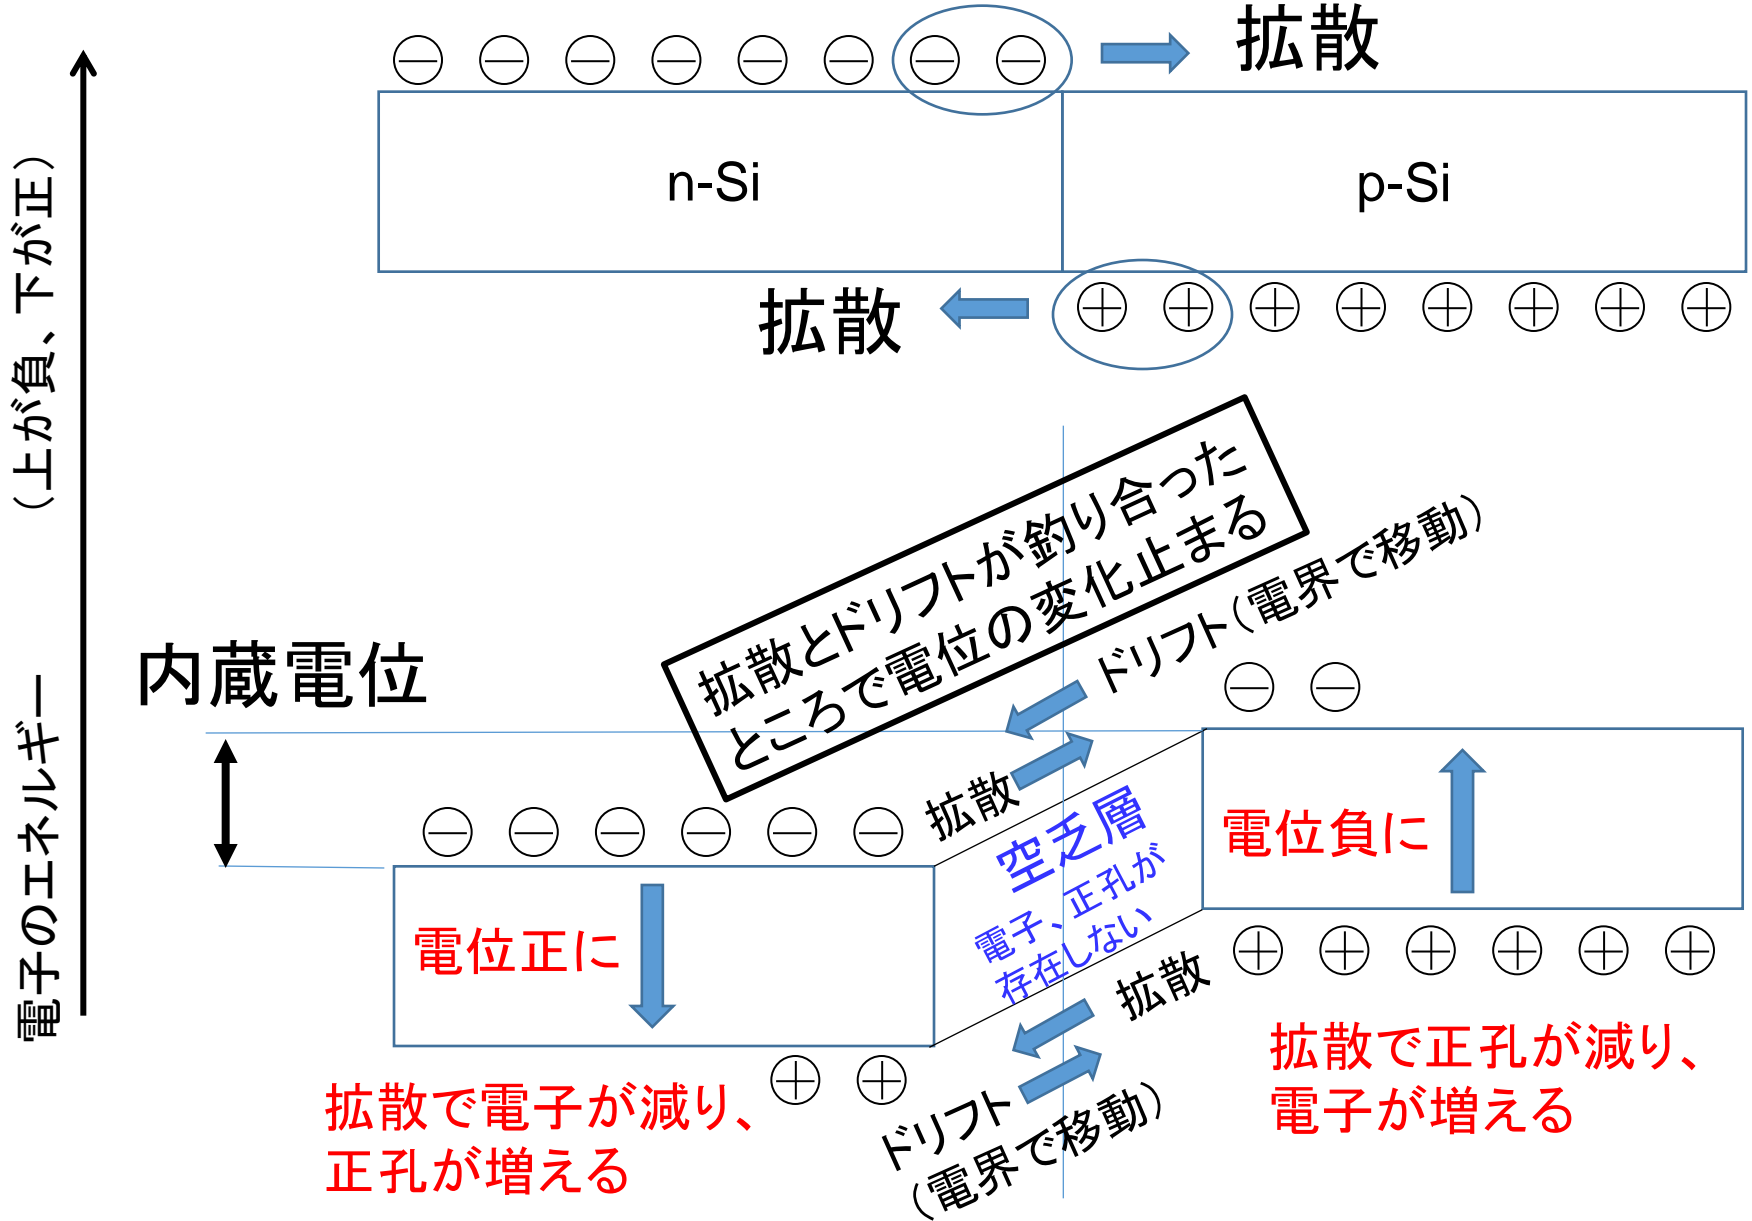 拡散
n-Si
p-Si
拡散
電子のエネルギー　　　（上が負、下が正）
拡散とドリフトが釣り合った
ところで電位の変化止まる
ドリフト（電界で移動）
内蔵電位
拡散
空乏層
電子、正孔が
存在しない
電位負に
電位正に
拡散
拡散で正孔が減り、
電子が増える
拡散で電子が減り、
正孔が増える
ドリフト
（電界で移動）